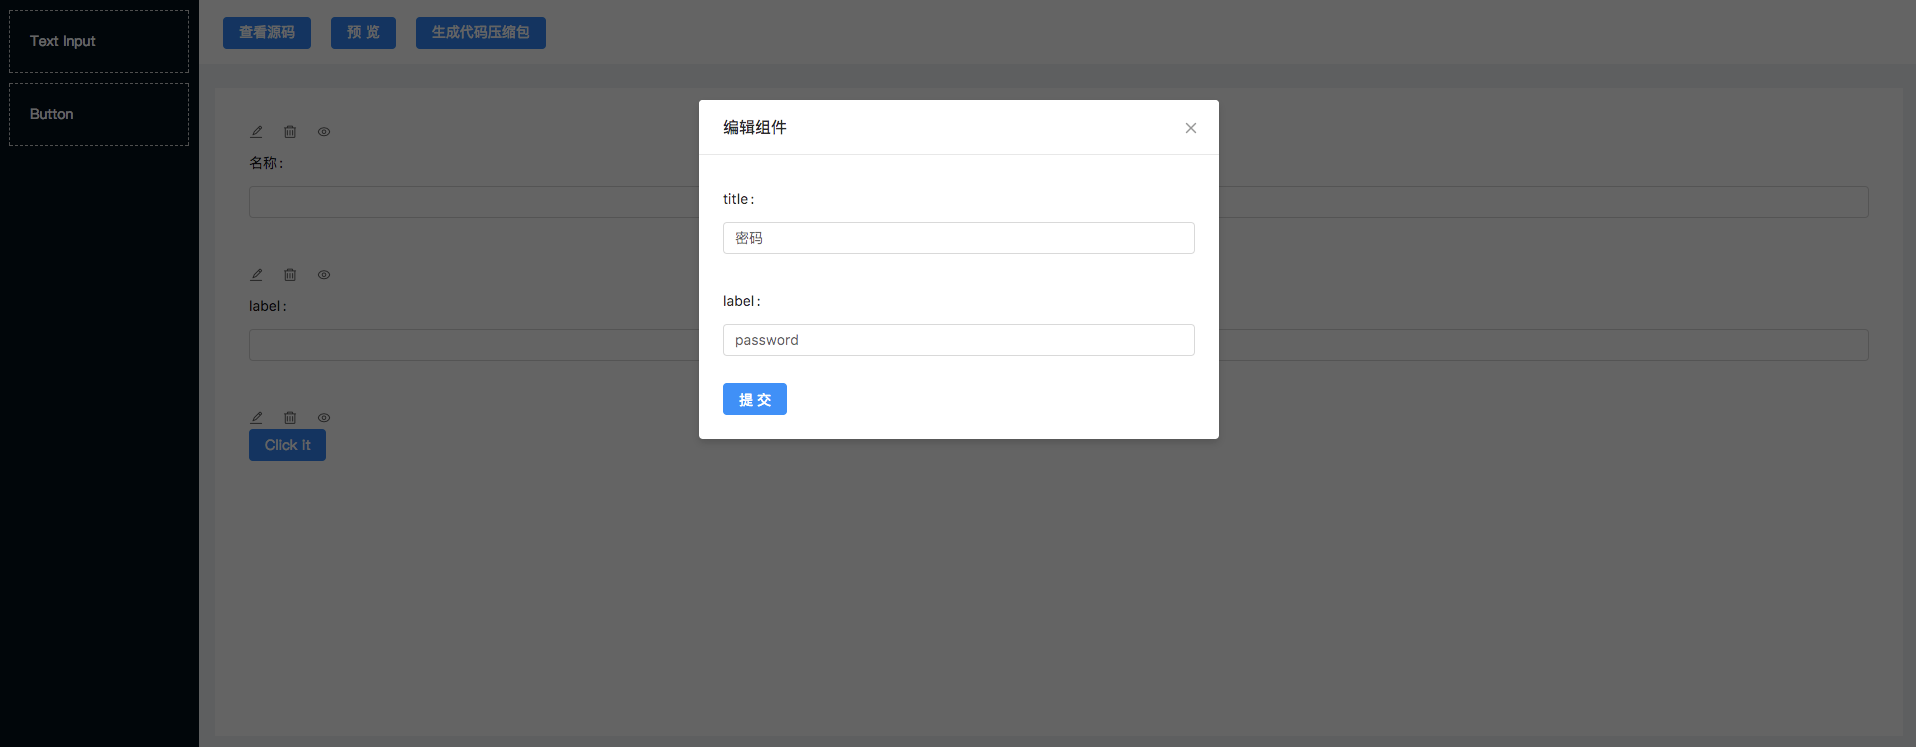 Text Input
Button
查看源码
预 览
生成代码压缩包
名称:
label:
Click it
编辑组件
title:
密码
label:
password
提 交